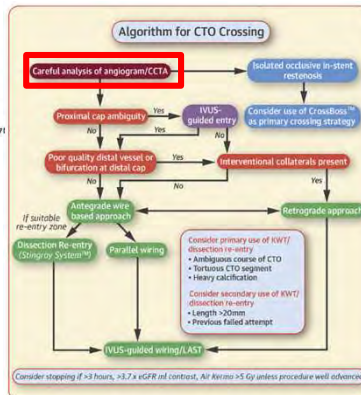 Algorithm for CTO Crossing
Careful analysis of angiogram/CCTA
Isolated occlusive in-stent
restenosis
Proximal cap ambiguity
Yes
IVUS-
guided entry
Consider use of CrossBoss™
as primary crossing strategy
No
Yes
No
Poor quality distal vessel or
bifurcation at distal cap
Yes
Interventional collaterals present
No
No
Yes
If suitable
re-entry zone
Antegrade wire
based approach
Retrograde approach
Dissection Re-entry
(Stingray System™)
Parallel wiring
Consider primary use of KWT/
dissection re-entry
• Ambiguous course of CTO
• Tortuous CTO segment
• Heavy calcification
Consider secondary use of KWT/
dissection re-entry
• Length >20mm
• Previous failed attempt
IVUS-guided wiring/LAST
Consider stopping if >3 hours, >3.7 x eGFR ml contrast, Air Kerma >5 Gy unless procedure well advanced